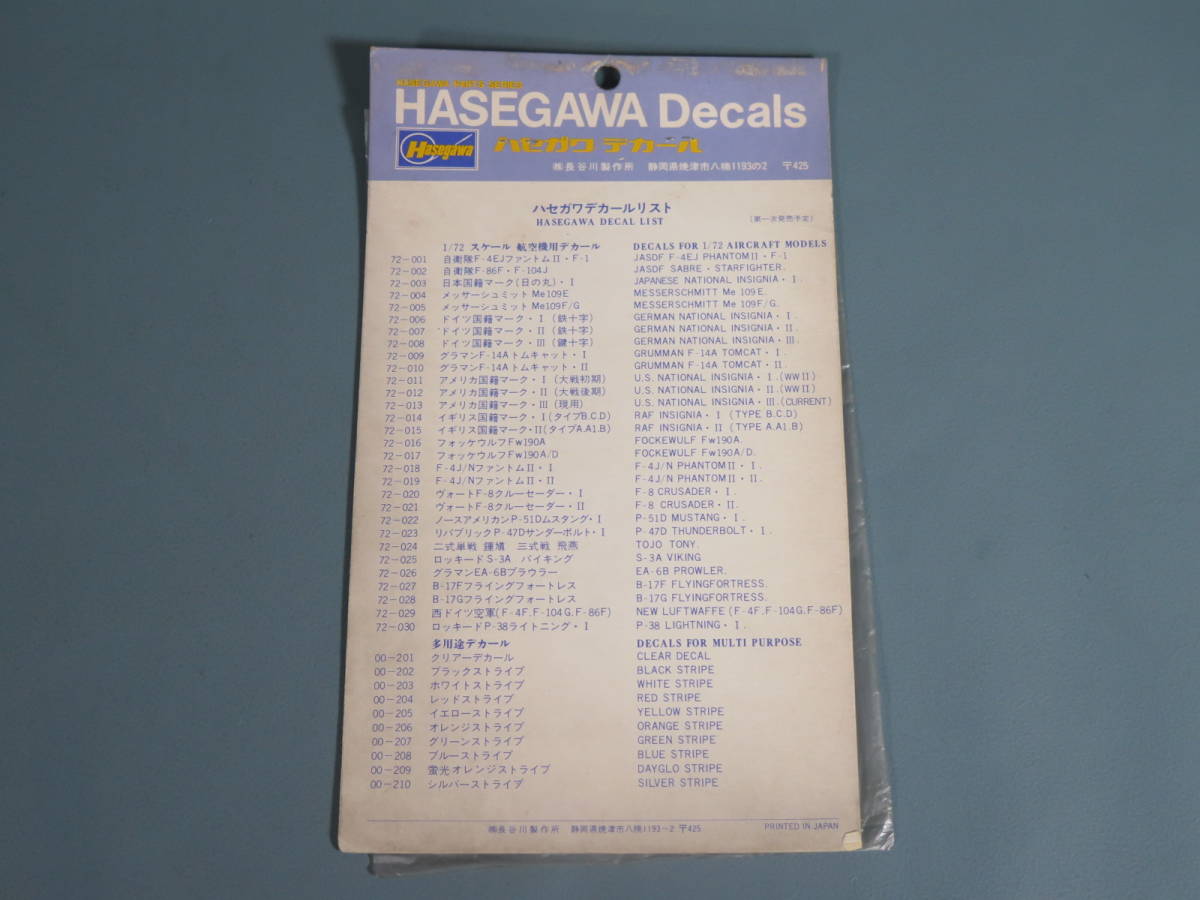 HASEGAWA PARTS SERIES
HASEGAWA Decals
Hasegawa ハセガワ デカール
㈱長谷川製作所 静岡県焼津市八楠1193の2 〒425
ハセガワデカールリスト
HASEGAWA DECAL LIST (第一次発売予定)
1/72 スケール 航空機用デカール DECALS FOR 1/72 AIRCRAFT MODELS
72-001 自衛隊F-4EJファントムII・F-1 JASDF F-4EJ PHANTOM II・F-1
72-002 自衛隊F-86F・F-104J JASDF SABRE・STARFIGHTER.
72-003 日本国籍マーク(日の丸)・I JAPANESE NATIONAL INSIGNIA・I.
72-004 メッサーシュミットMe109E MESSERSCHMITT Me 109E.
72-005 メッサーシュミットMe109F/G MESSERSCHMITT Me 109F/G.
72-006 ドイツ国籍マーク・I(鉄十字) GERMAN NATIONAL INSIGNIA・I.
72-007 ドイツ国籍マーク・II(鉄十字) GERMAN NATIONAL INSIGNIA・II.
72-008 ドイツ国籍マーク・III(鍵十字) GERMAN NATIONAL INSIGNIA・III.
72-009 グラマンF-14Aトムキャット・I GRUMMAN F-14A TOMCAT・I.
72-010 グラマンF-14Aトムキャット・II GRUMMAN F-14A TOMCAT・II.
72-011 アメリカ国籍マーク・I(大戦初期) U.S. NATIONAL INSIGNIA・I.(WW II)
72-012 アメリカ国籍マーク・II(大戦後期) U.S. NATIONAL INSIGNIA・II.(WW II)
72-013 アメリカ国籍マーク・III(現用) U.S. NATIONAL INSIGNIA・III.(CURRENT)
72-014 イギリス国籍マーク・I(タイプB.C.D) RAF INSIGNIA・I (TYPE B.C.D)
72-015 イギリス国籍マーク・II(タイプA.A1.B) RAF INSIGNIA・II (TYPE A.A1.B)
72-016 フォッケウルフFw190A FOCKEWULF Fw190A.
72-017 フォッケウルフFw190A/D FOCKEWULF Fw190A/D.
72-018 F-4J/NファントムII・I F-4J/N PHANTOM II・I.
72-019 F-4J/NファントムII・II F-4J/N PHANTOM II・II.
72-020 ヴォートF-8クルーセーダー・I F-8 CRUSADER・I.
72-021 ヴォートF-8クルーセーダー・II F-8 CRUSADER・II.
72-022 ノースアメリカンP-51Dムスタング・I P-51D MUSTANG・I.
72-023 リパブリックP-47Dサンダーボルト・I P-47D THUNDERBOLT・I.
72-024 二式単戦 鍾馗 三式戦 飛燕 TOJO TONY.
72-025 ロッキードS-3A バイキング S-3A VIKING
72-026 グラマンEA-6Bプラウラー EA-6B PROWLER.
72-027 B-17Fフライングフォートレス B-17F FLYINGFORTRESS.
72-028 B-17Gフライングフォートレス B-17G FLYINGFORTRESS.
72-029 西ドイツ空軍(F-4F.F-104G.F-86F) NEW LUFTWAFFE (F-4F.F-104G.F-86F)
72-030 ロッキードP-38ライトニング・I P-38 LIGHTNING・I.
多用途デカール DECALS FOR MULTI PURPOSE
00-201 クリアーデカール CLEAR DECAL
00-202 ブラックストライプ BLACK STRIPE
00-203 ホワイトストライプ WHITE STRIPE
00-204 レッドストライプ RED STRIPE
00-205 イエローストライプ YELLOW STRIPE
00-206 オレンジストライプ ORANGE STRIPE
00-207 グリーンストライプ GREEN STRIPE
00-208 ブルーストライプ BLUE STRIPE
00-209 蛍光オレンジストライプ DAYGLO STRIPE
00-210 シルバーストライプ SILVER STRIPE
㈱長谷川製作所 静岡県焼津市八楠1193-2 〒425 PRINTED IN JAPAN